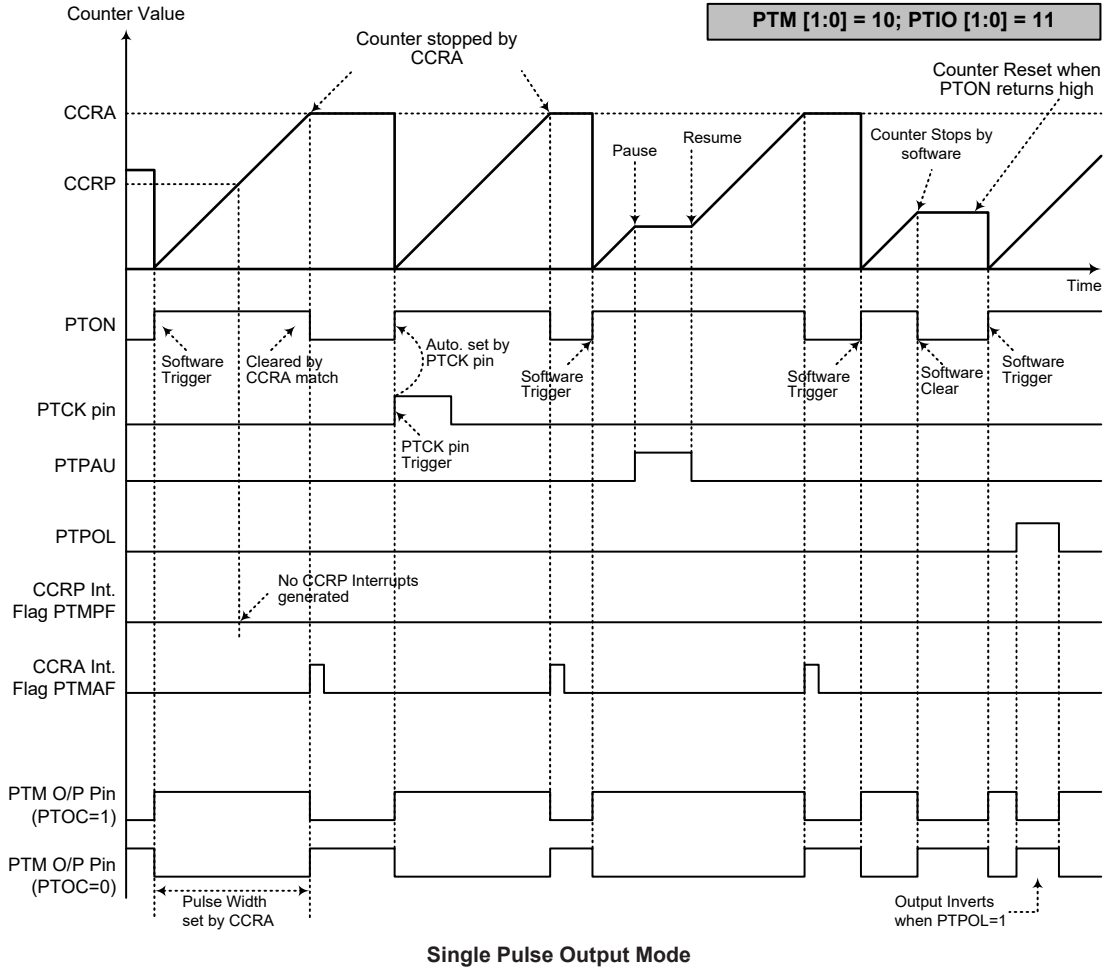 Counter Value
PTM [1:0] = 10; PTIO [1:0] = 11
Counter stopped by
CCRA
Counter Reset when
PTON returns high
CCRA
Pause
Resume
Counter Stops by
software
CCRP
Time
PTON
Software
Trigger
Cleared by
CCRA match
Auto. set by
PTCK pin
Software
Trigger
Software
Trigger
Software
Clear
Software
Trigger
PTCK pin
PTCK pin
Trigger
PTPAU
PTPOL
CCRP Int.
Flag PTMPF
No CCRP Interrupts
generated
CCRA Int.
Flag PTMAF
PTM O/P Pin
(PTOC=1)
PTM O/P Pin
(PTOC=0)
Pulse Width
set by CCRA
Output Inverts
when PTPOL=1
Single Pulse Output Mode